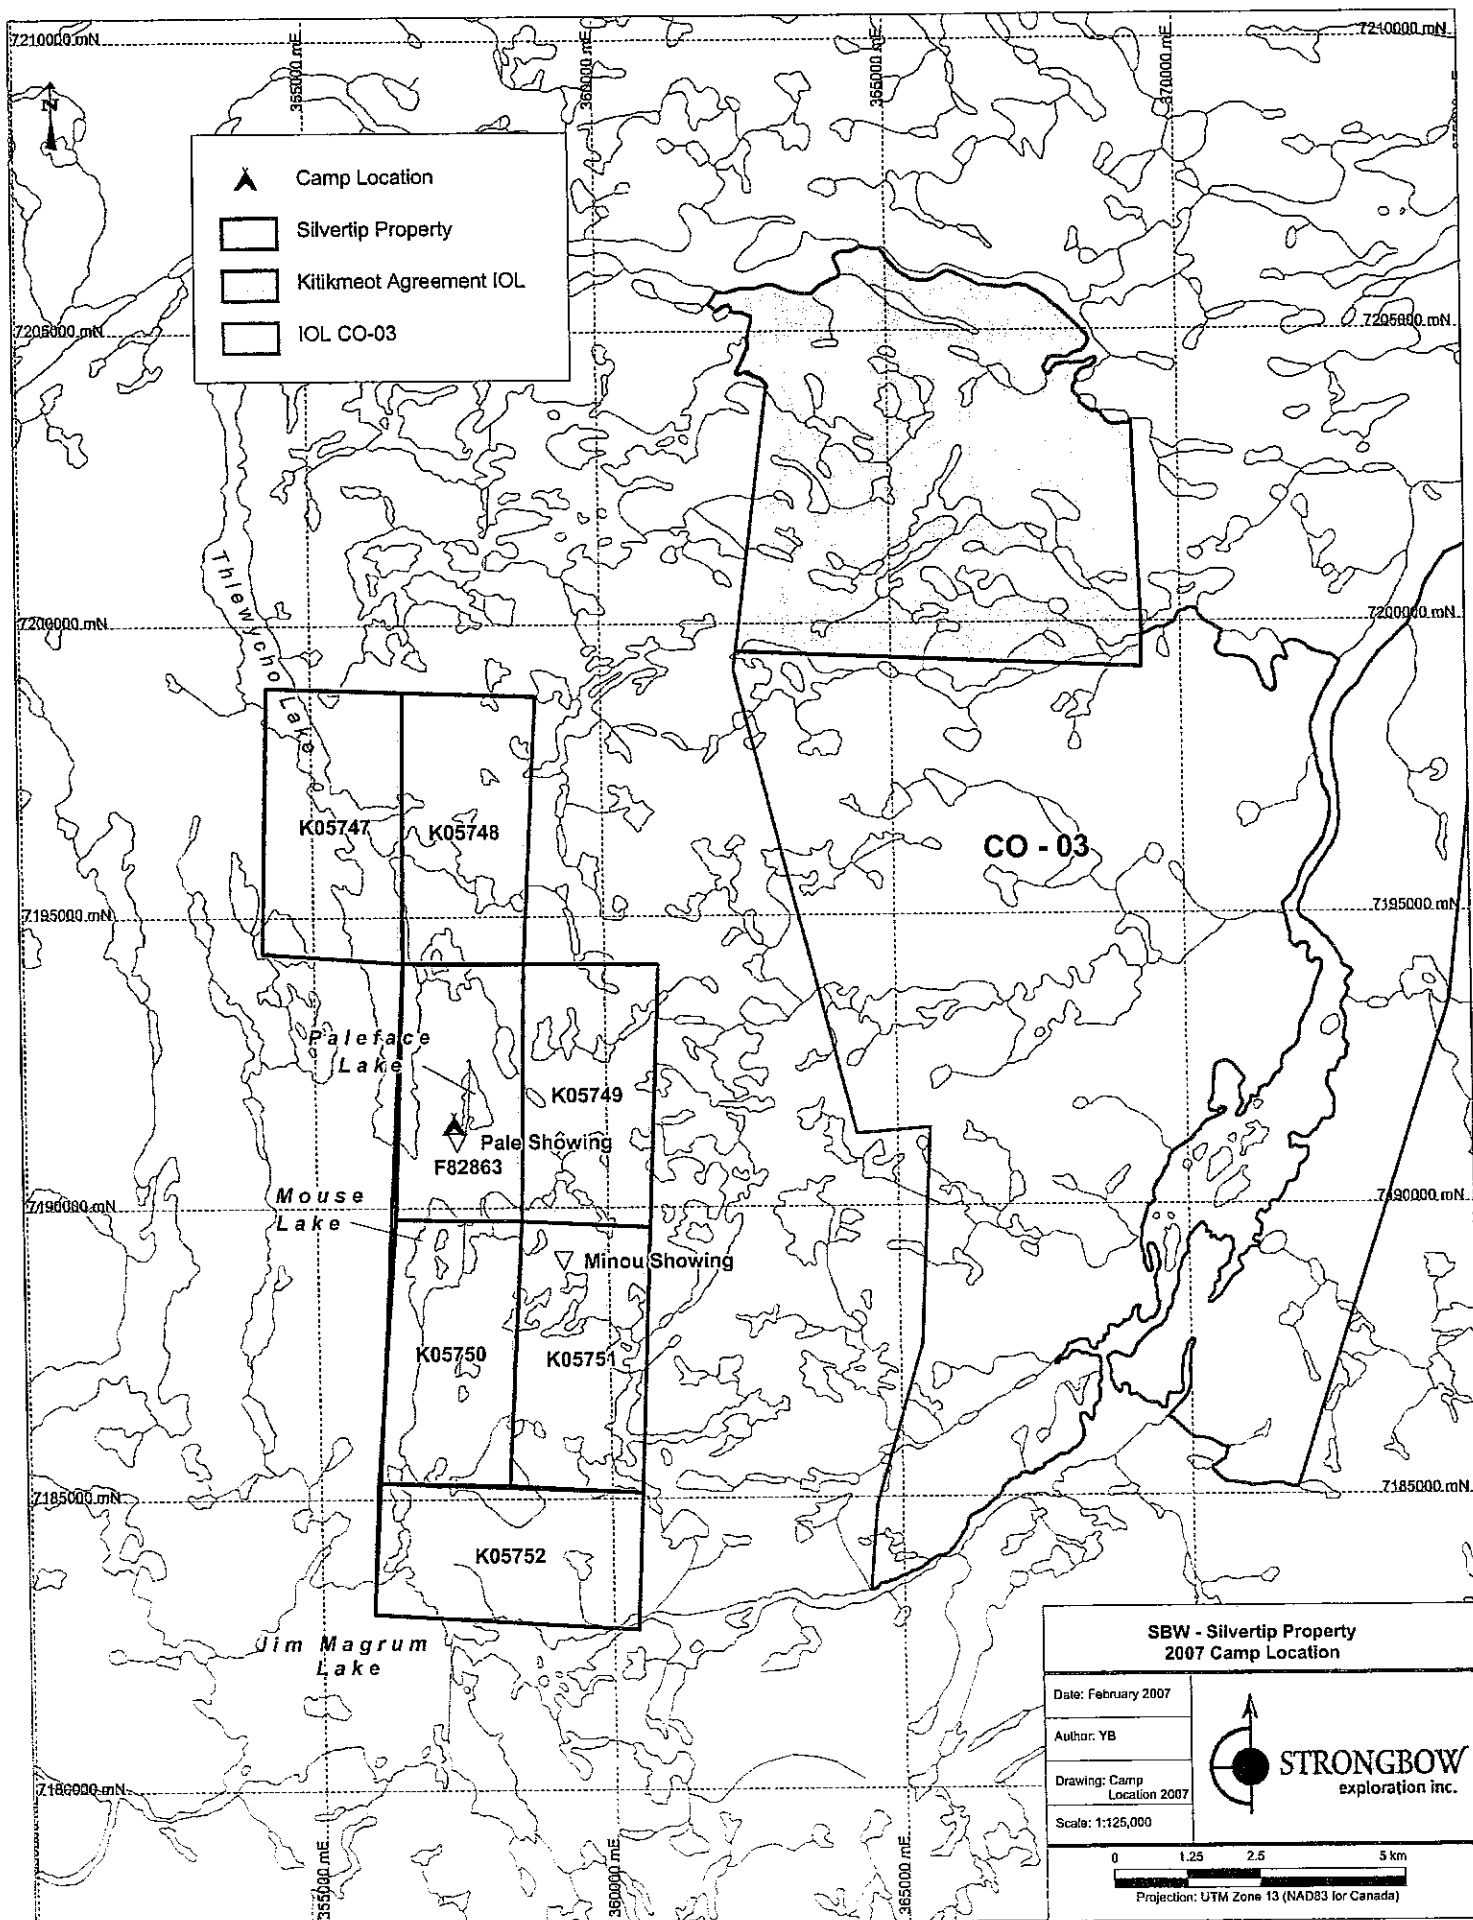 7210000 mN
355000 mE
360000 mE
365000 mE
370000 mE
7210000 mN
N
Camp Location
Silvertip Property
Kitikmeot Agreement IOL
IOL CO-03
7205000 mN
7205000 mN
Thlewycho Lake
7200000 mN
7200000 mN
K05747
K05748
CO - 03
7195000 mN
7195000 mN
Paleface
Lake
K05749
Pale Showing
F82863
Mouse
Lake
7190000 mN
7190000 mN
Minou Showing
K05750
K05751
7185000 mN
7185000 mN
K05752
Jim Magrum
Lake
7180000 mN
355000 mE
360000 mE
365000 mE
SBW - Silvertip Property
2007 Camp Location
Date: February 2007
Author: YB
Drawing: Camp
Location 2007
Scale: 1:125,000
STRONGBOW
exploration inc.
0 1.25 2.5 5 km
Projection: UTM Zone 13 (NAD83 for Canada)